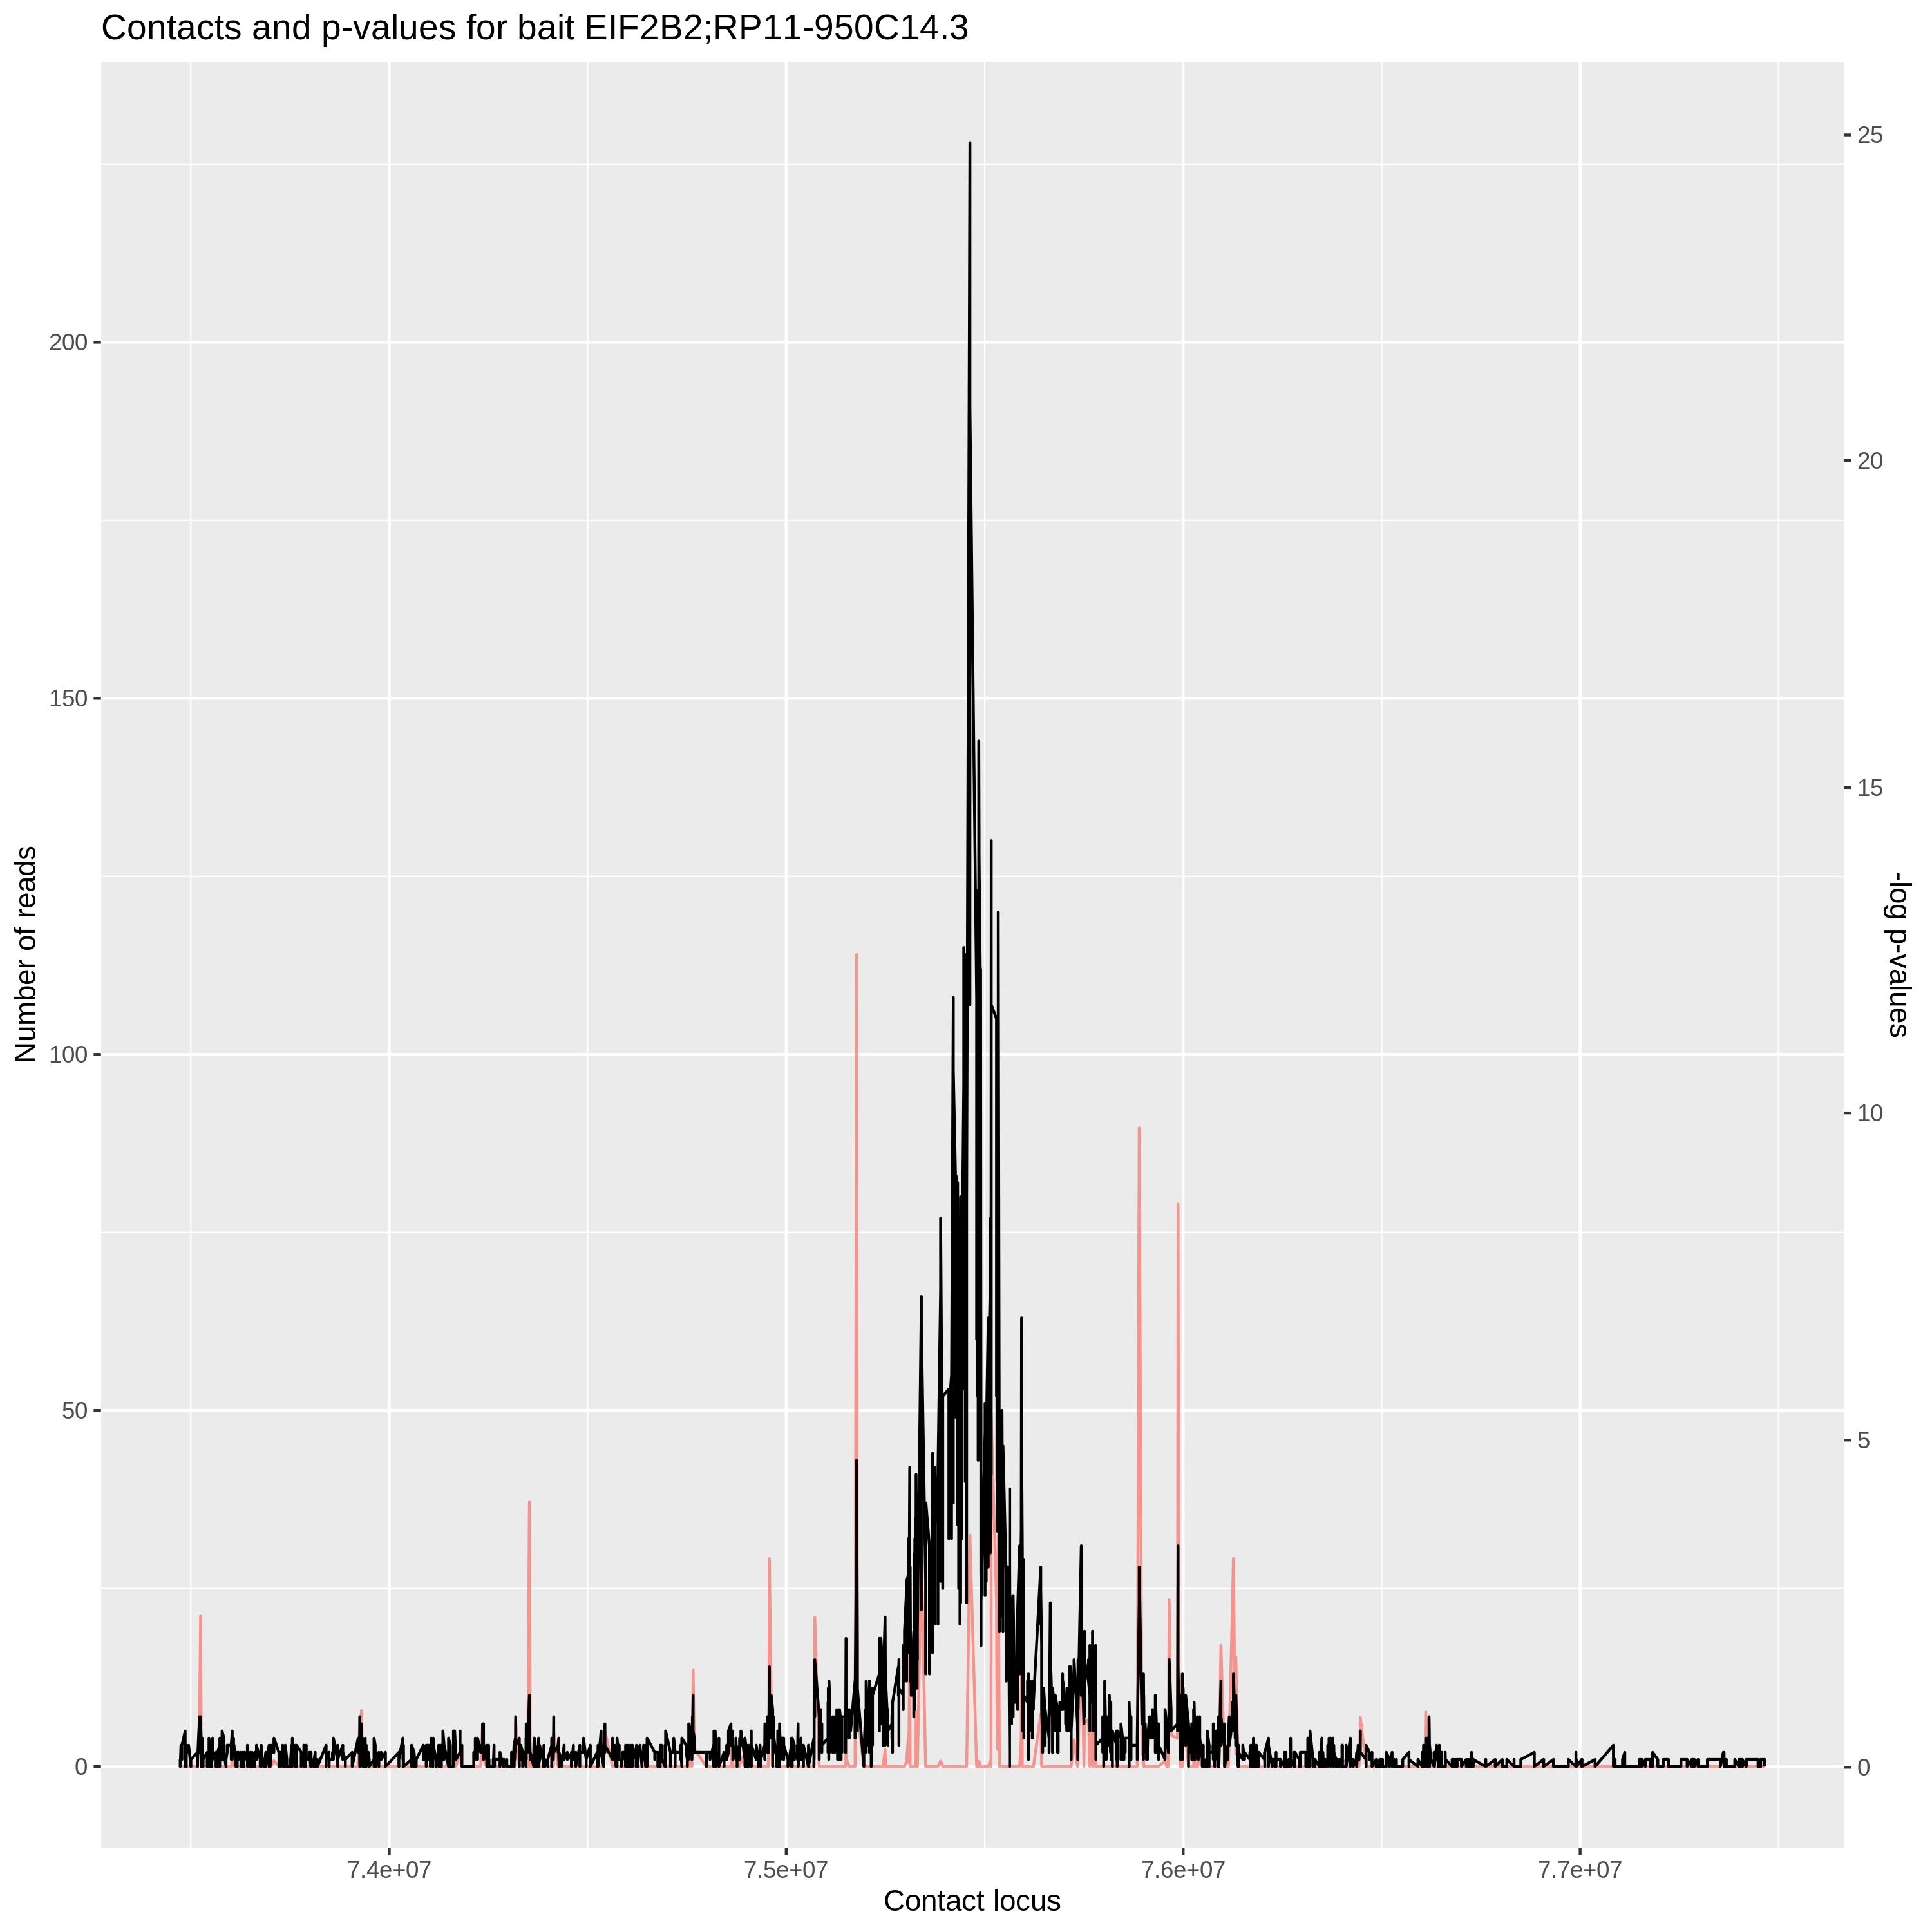 Contacts and p-values for bait EIF2B2;RP11-950C14.3
Number of reads
200
150
100
50
0
25
20
15
10
5
0
-log p-values
7.4e+07
7.5e+07
7.6e+07
7.7e+07
Contact locus